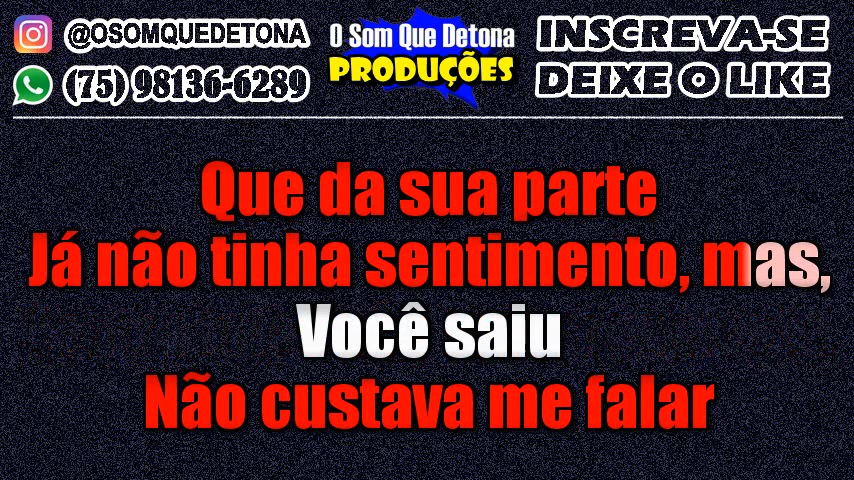 @OSOMQUEDETONA
(75) 98136-6289
O Som Que Detona
PRODUÇÕES
INSCREVA-SE
DEIXE O LIKE
Que da sua parte
Já não tinha sentimento, mas,
Você saiu
Não custava me falar